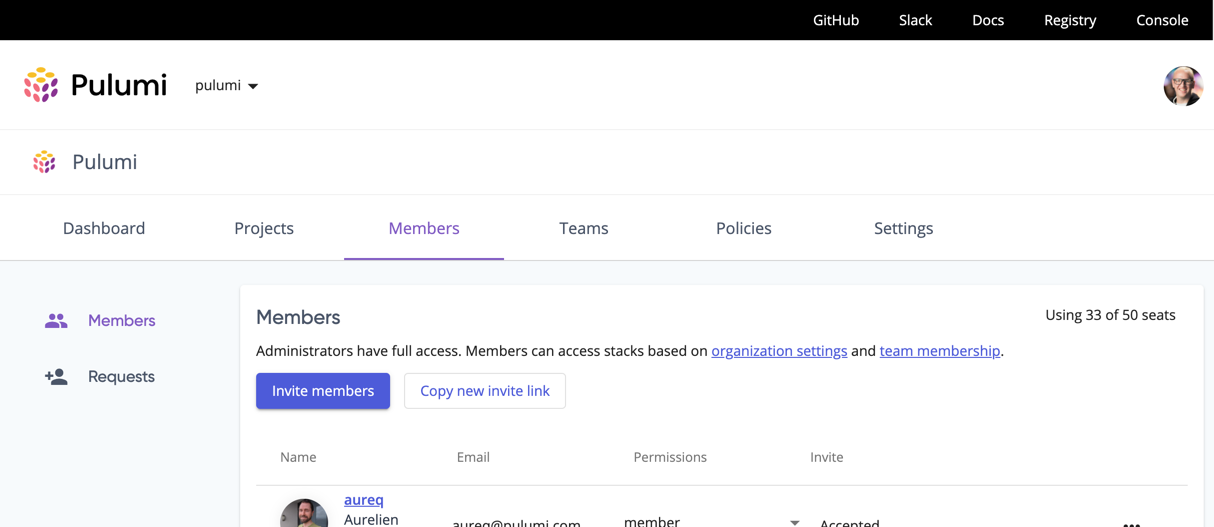 GitHub Slack Docs Registry Console
Pulumi pulumi
Pulumi
Dashboard Projects Members Teams Policies Settings
Members
Requests
Members
Using 33 of 50 seats
Administrators have full access. Members can access stacks based on organization settings and team membership.
Invite members Copy new invite link
Name Email Permissions Invite
aureq
Aurelien
aureq@pulumi.com member Accepted